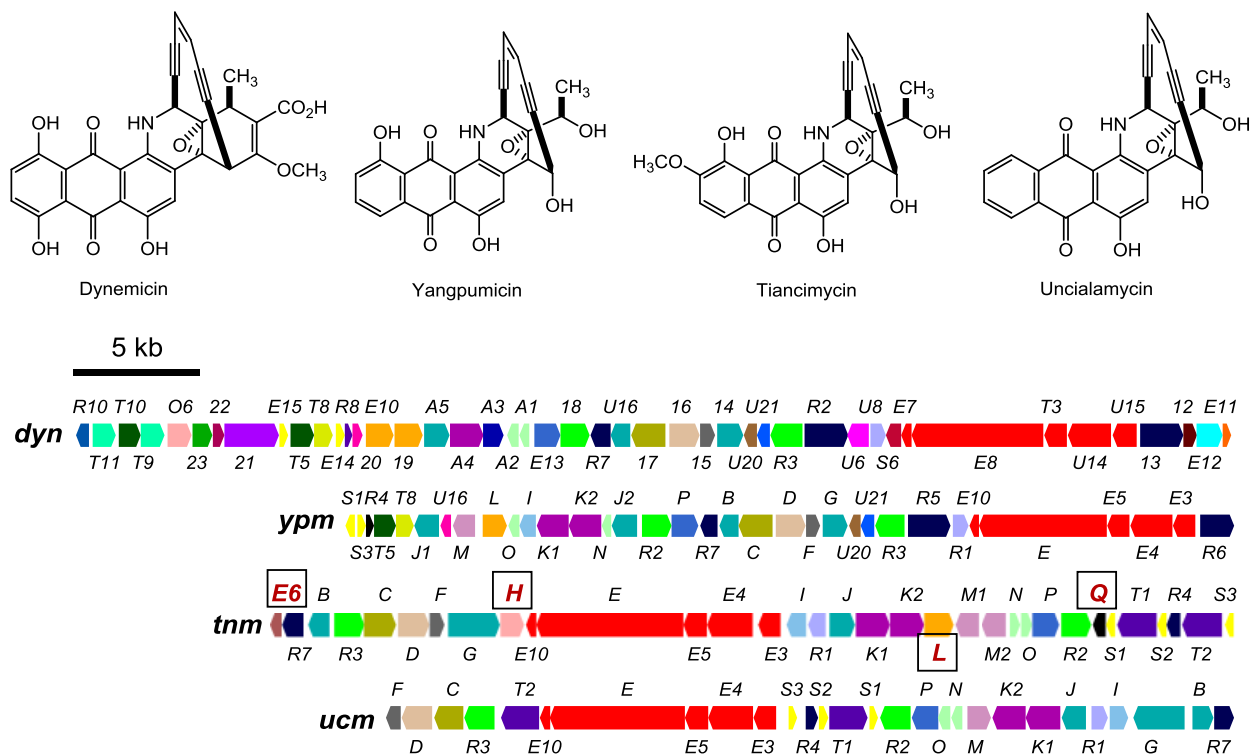 CH₃
CO₂H
OH
O
HN
O
OCH₃
OH
O
OH
Dynemicin
CH₃
OH
OH
O
HN
O
OH
O
OH
Yangpumicin
CH₃
OH
OH
O
HN
O
H₃CO
OH
O
OH
Tiancimycin
CH₃
OH
O
HN
O
HO
O
OH
Uncialamycin
5 kb
R10 T10 O6 22 E15 T8 R8 E10 A5 A3 A1 18 U16 16 14 U21 R2 U8 E7 T3 U15 12 E11
dyn
T11 T9 23 21 T5 E14 20 19 A4 A2 E13 R7 17 15 U20 R3 U6 S6 E8 U14 13 E12
S1 R4 T8 U16 L I K2 J2 P B D G U21 R5 E10 E5 E3
ypm
S3 T5 J1 M O K1 N R2 R7 C F U20 R3 R1 E E4 R6
E6 B C F H E E4 I J K2 M1 N P Q T1 R4 S3
tnm
R7 R3 D G E10 E5 E3 R1 K1 L M2 O R2 S1 S2 T2
F C T2 E E4 S3 S2 S1 P N K2 J I B
ucm
D R3 E10 E5 E3 R4 T1 R2 O M K1 R1 G R7